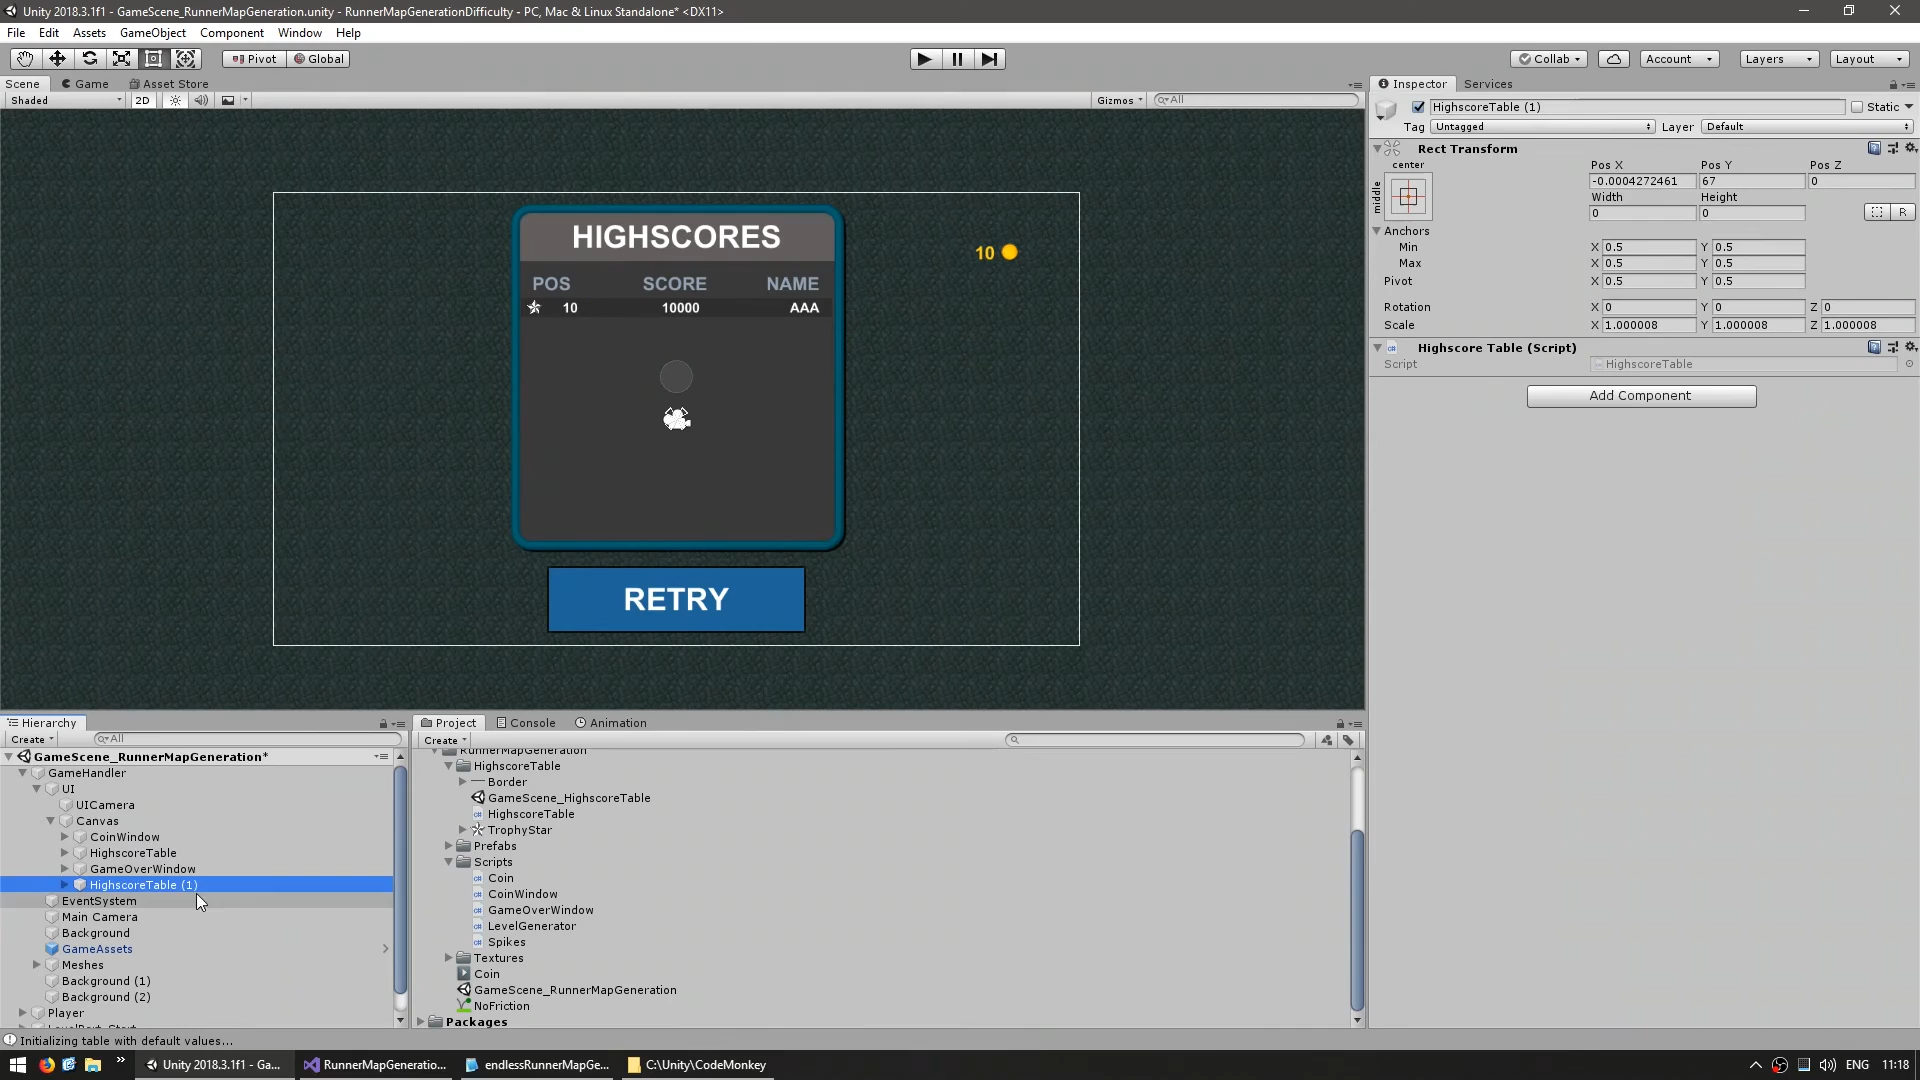 Unity 2018.3.1f1 - GameScene_RunnerMapGeneration.unity - RunnerMapGenerationDifficulty - PC, Mac & Linux Standalone* <DX11>
File Edit Assets GameObject Component Window Help
Pivot Global Collab Account Layers Layout
Scene Game Asset Store Inspector Services
Shaded 2D Gizmos All
HighscoreTable (1) Static
Tag Untagged Layer Default
Rect Transform
center
middle
Pos X Pos Y Pos Z
-0.0004272461 67 0
Width Height
0 0 R
Anchors
Min X 0.5 Y 0.5
Max X 0.5 Y 0.5
Pivot X 0.5 Y 0.5
Rotation X 0 Y 0 Z 0
Scale X 1.000008 Y 1.000008 Z 1.000008
Highscore Table (Script)
Script HighscoreTable
Add Component
HIGHSCORES
10
POS SCORE NAME
10 10000 AAA
RETRY
Hierarchy
Create All
GameScene_RunnerMapGeneration*
GameHandler
UI
UICamera
Canvas
CoinWindow
HighscoreTable
GameOverWindow
HighscoreTable (1)
EventSystem
Main Camera
Background
GameAssets
Meshes
Background (1)
Background (2)
Player
LevelPart_Start
Project Console Animation
Create
RunnerMapGeneration
HighscoreTable
Border
GameScene_HighscoreTable
HighscoreTable
TrophyStar
Prefabs
Scripts
Coin
CoinWindow
GameOverWindow
LevelGenerator
Spikes
Textures
Coin
GameScene_RunnerMapGeneration
NoFriction
Packages
Initializing table with default values...
Unity 2018.3.1f1 - Ga... RunnerMapGeneratio... endlessRunnerMapGe... C:\Unity\CodeMonkey ENG 11:18